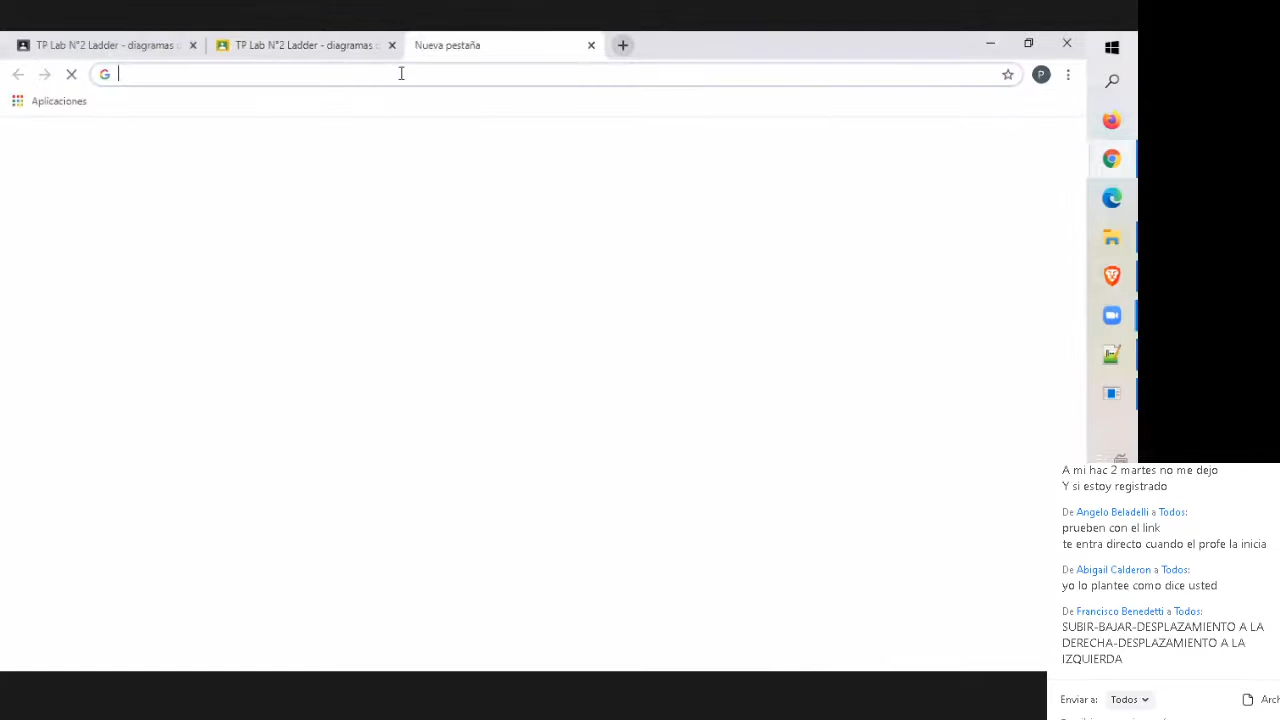 TP Lab N°2 Ladder - diagramas
TP Lab N°2 Ladder - diagramas
Nueva pestaña
P
Aplicaciones
A mi hac 2 martes no me dejo
Y si estoy registrado
De Angelo Beladelli a Todos:
prueben con el link
te entra directo cuando el profe la inicia
De Abigail Calderon a Todos:
yo lo plantee como dice usted
De Francisco Benedetti a Todos:
SUBIR-BAJAR-DESPLAZAMIENTO A LA
DERECHA-DESPLAZAMIENTO A LA
IZQUIERDA
Enviar a: Todos
Arch